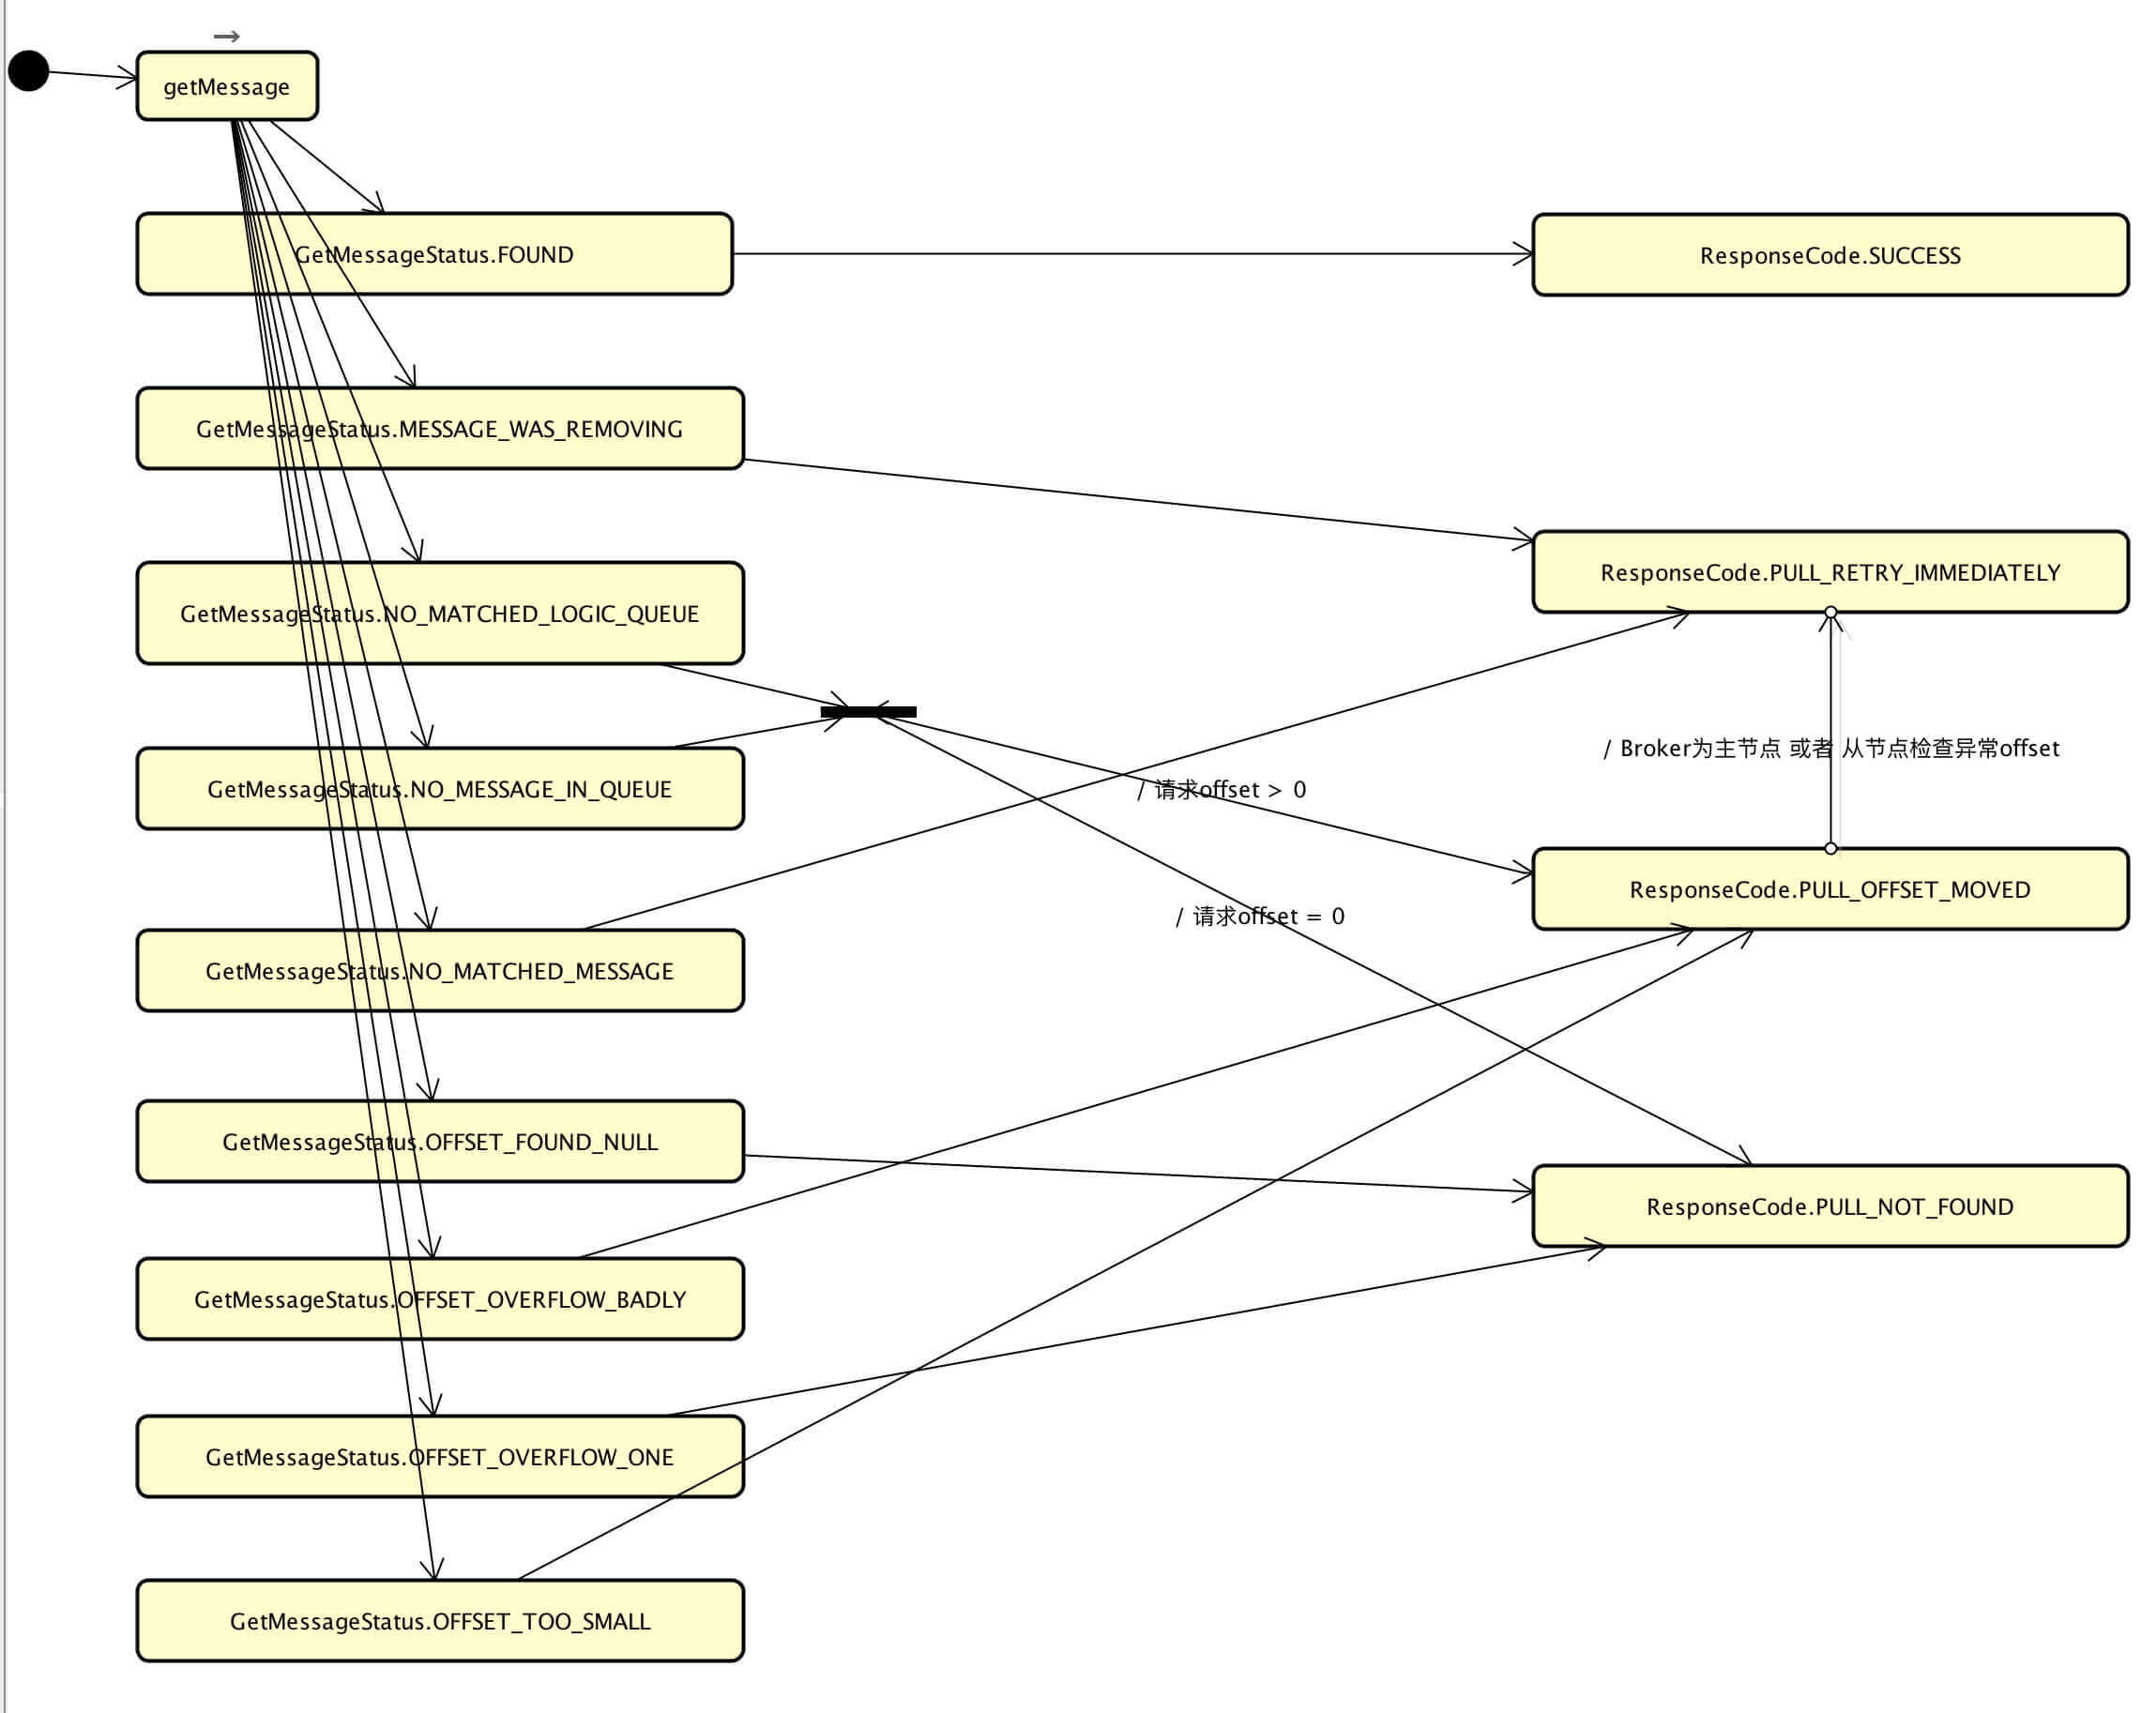 →
getMessage
GetMessageStatus.FOUND
ResponseCode.SUCCESS
GetMessageStatus.MESSAGE_WAS_REMOVING
ResponseCode.PULL_RETRY_IMMEDIATELY
GetMessageStatus.NO_MATCHED_LOGIC_QUEUE
/ Broker为主节点 或者 从节点检查异常offset
GetMessageStatus.NO_MESSAGE_IN_QUEUE
/ 请求offset > 0
ResponseCode.PULL_OFFSET_MOVED
/ 请求offset = 0
GetMessageStatus.NO_MATCHED_MESSAGE
GetMessageStatus.OFFSET_FOUND_NULL
ResponseCode.PULL_NOT_FOUND
GetMessageStatus.OFFSET_OVERFLOW_BADLY
GetMessageStatus.OFFSET_OVERFLOW_ONE
GetMessageStatus.OFFSET_TOO_SMALL